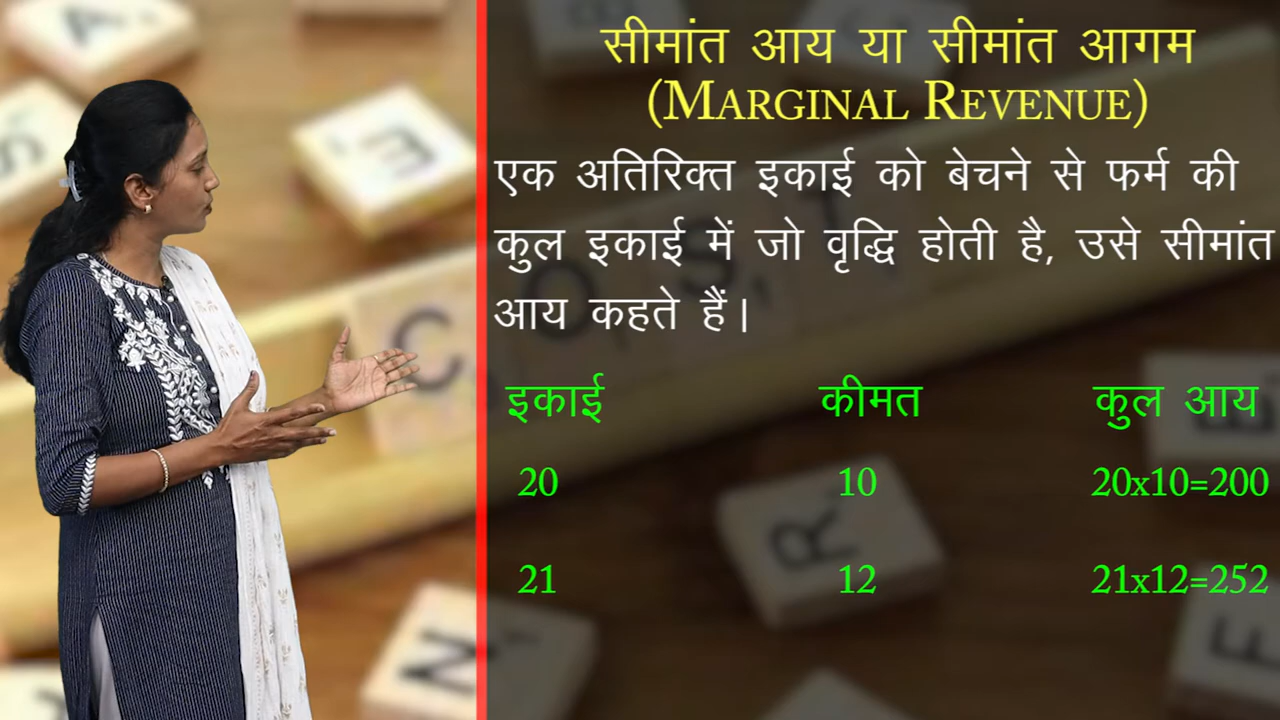 सीमांत आय या सीमांत आगम
(MARGINAL REVENUE)
एक अतिरिक्त इकाई को बेचने से फर्म की
कुल इकाई में जो वृद्धि होती है, उसे सीमांत
आय कहते हैं।
इकाई कीमत कुल आय
20 10 20x10=200
21 12 21x12=252